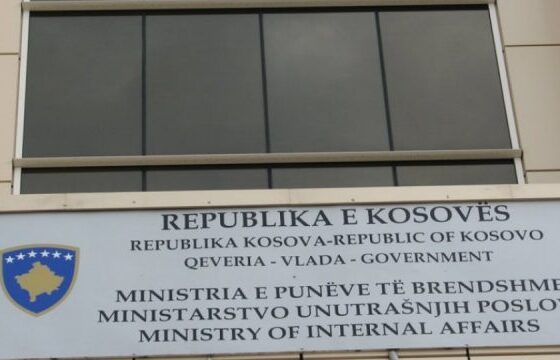 REPUBLIKA E KOSOVËS
REPUBLIKA KOSOVA-REPUBLIC OF KOSOVO
QEVERIA - VLADA - GOVERNMENT
MINISTRIA E PUNËVE TË BRENDSHME
MINISTARSTVO UNUTRAŠNJIH POSLOV
MINISTRY OF INTERNAL AFFAIRS